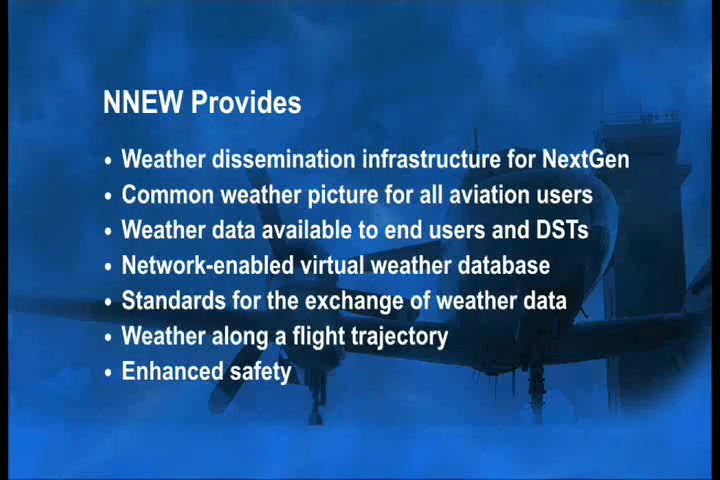 NNEW Provides
• Weather dissemination infrastructure for NextGen
• Common weather picture for all aviation users
• Weather data available to end users and DSTs
• Network-enabled virtual weather database
• Standards for the exchange of weather data
• Weather along a flight trajectory
• Enhanced safety